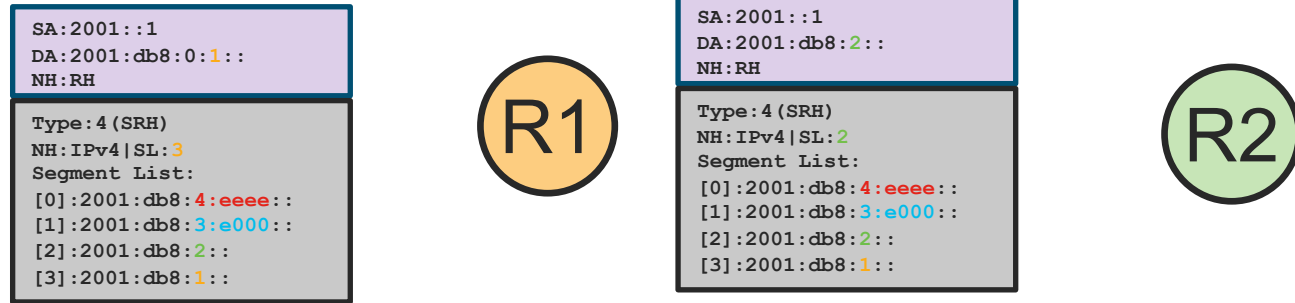 SA:2001::1
DA:2001:db8:0:1::
NH:RH
Type:4(SRH)
NH:IPv4|SL:3
Segment List:
[0]:2001:db8:4:eeee::
[1]:2001:db8:3:e000::
[2]:2001:db8:2::
[3]:2001:db8:1::
R1
SA:2001::1
DA:2001:db8:2::
NH:RH
Type:4(SRH)
NH:IPv4|SL:2
Segment List:
[0]:2001:db8:4:eeee::
[1]:2001:db8:3:e000::
[2]:2001:db8:2::
[3]:2001:db8:1::
R2